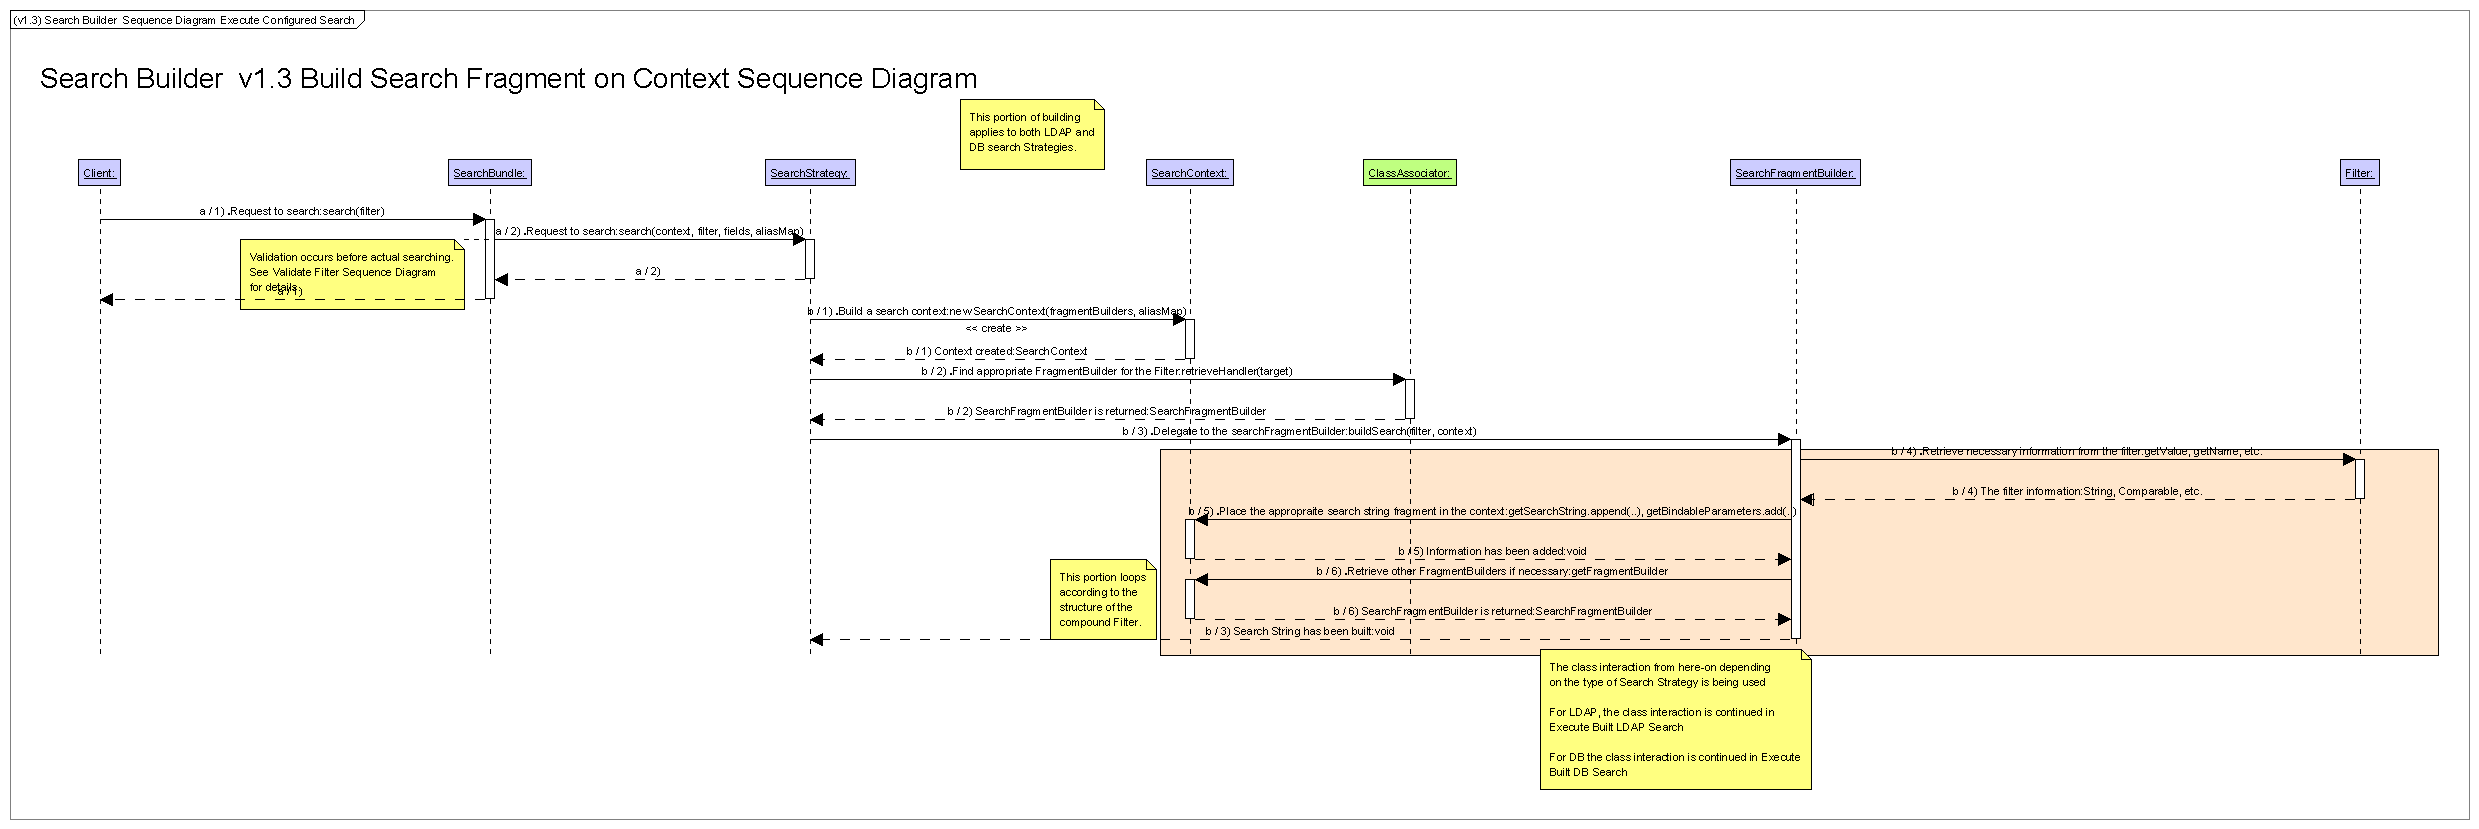 (v1.3) Search Builder  Sequence Diagram Execute Configured Search
Search Builder  v1.3 Build Search Fragment on Context Sequence Diagram
This portion of building
applies to both LDAP and
DB search Strategies.
Client:
SearchBundle:
SearchStrategy:
SearchContext:
ClassAssociator:
SearchFragmentBuilder:
Filter:
a / 1) .Request to search:search(filter)
a / 2) .Request to search:search(context, filter, fields, aliasMap)
Validation occurs before actual searching.
See Validate Filter Sequence Diagram
for details.
a / 2)
a / 1)
b / 1) .Build a search context:newSearchContext(fragmentBuilders, aliasMap)
<< create >>
b / 1) Context created:SearchContext
b / 2) .Find appropriate FragmentBuilder for the Filter:retrieveHandler(target)
b / 2) SearchFragmentBuilder is returned:SearchFragmentBuilder
b / 3) .Delegate to the searchFragmentBuilder:buildSearch(filter, context)
b / 4) .Retrieve necessary information from the filter:getValue, getName, etc.
b / 4) The filter information:String, Comparable, etc.
b / 5) .Place the appropraite search string fragment in the context:getSearchString.append(..), getBindableParameters.add(..)
b / 5) Information has been added:void
This portion loops
according to the
structure of the
compound Filter.
b / 6) .Retrieve other FragmentBuilders if necessary:getFragmentBuilder
b / 6) SearchFragmentBuilder is returned:SearchFragmentBuilder
b / 3) Search String has been built:void
The class interaction from here-on depending
on the type of Search Strategy is being used
For LDAP, the class interaction is continued in
Execute Built LDAP Search
For DB the class interaction is continued in Execute
Built DB Search